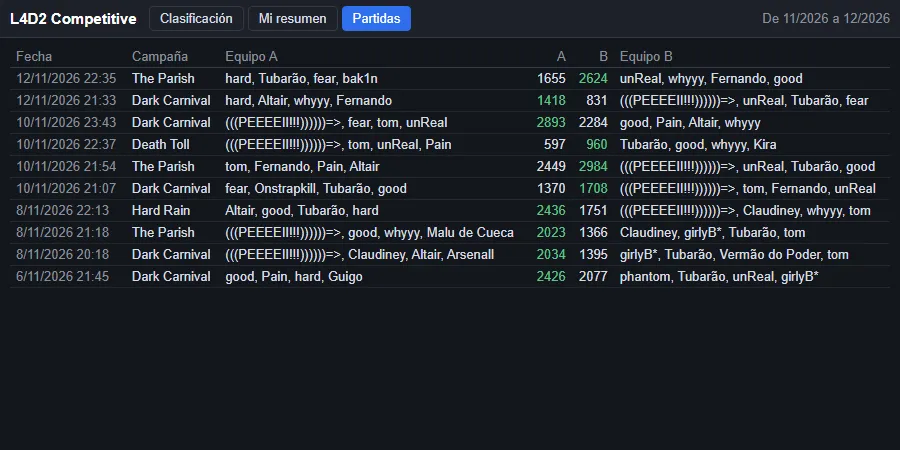 L4D2 Competitive Clasificación Mi resumen Partidas De 11/2026 a 12/2026
Fecha Campaña Equipo A A B Equipo B
12/11/2026 22:35 The Parish hard, Tubarão, fear, bak1n 1655 2624 unReal, whyyy, Fernando, good
12/11/2026 21:33 Dark Carnival hard, Altair, whyyy, Fernando 1418 831 (((PEEEEII!!!))))))=>, unReal, Tubarão, fear
10/11/2026 23:43 Dark Carnival (((PEEEEII!!!))))))=>, fear, tom, unReal 2893 2284 good, Pain, Altair, whyyy
10/11/2026 22:37 Death Toll (((PEEEEII!!!))))))=>, tom, unReal, Pain 597 960 Tubarão, good, whyyy, Kira
10/11/2026 21:54 The Parish tom, Fernando, Pain, Altair 2449 2984 (((PEEEEII!!!))))))=>, unReal, Tubarão, good
10/11/2026 21:07 Dark Carnival fear, Onstrapkill, Tubarão, good 1370 1708 (((PEEEEII!!!))))))=>, tom, Fernando, unReal
8/11/2026 22:13 Hard Rain Altair, good, Tubarão, hard 2436 1751 (((PEEEEII!!!))))))=>, Claudiney, whyyy, tom
8/11/2026 21:18 The Parish (((PEEEEII!!!))))))=>, good, whyyy, Malu de Cueca 2023 1366 Claudiney, girlyB*, Tubarão, tom
8/11/2026 20:18 Dark Carnival (((PEEEEII!!!))))))=>, Claudiney, Altair, Arsenall 2034 1395 girlyB*, Tubarão, Vermão do Poder, tom
6/11/2026 21:45 Dark Carnival good, Pain, hard, Guigo 2426 2077 phantom, Tubarão, unReal, girlyB*